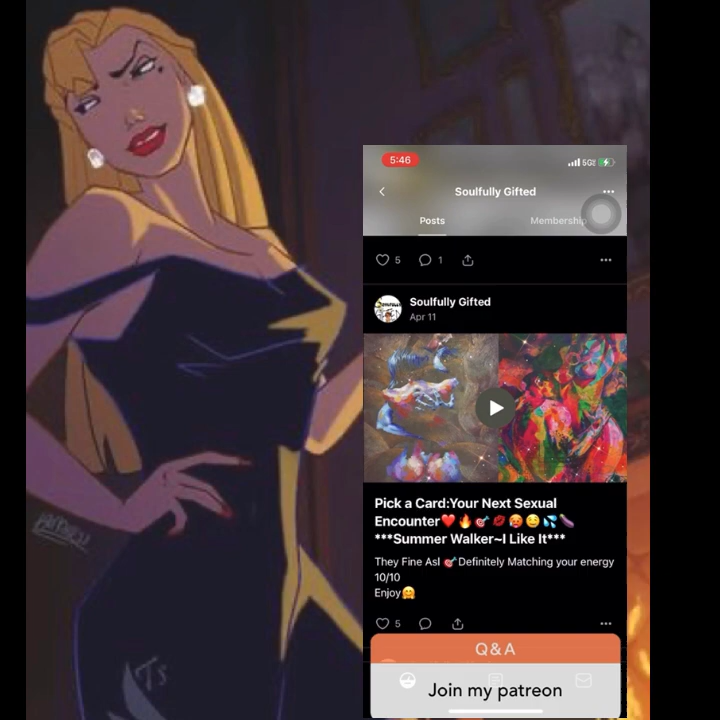 5:46
5G
Soulfully Gifted
Posts
Membership
5
1
Soulfully Gifted
Apr 11
Pick a Card:Your Next Sexual
Encounter❤️🔥🎯💋🥵🤤💦🍆
***Summer Walker~I Like It***
They Fine Asl 🎯Definitely Matching your energy
10/10
Enjoy🤗
5
Q&A
Join my patreon